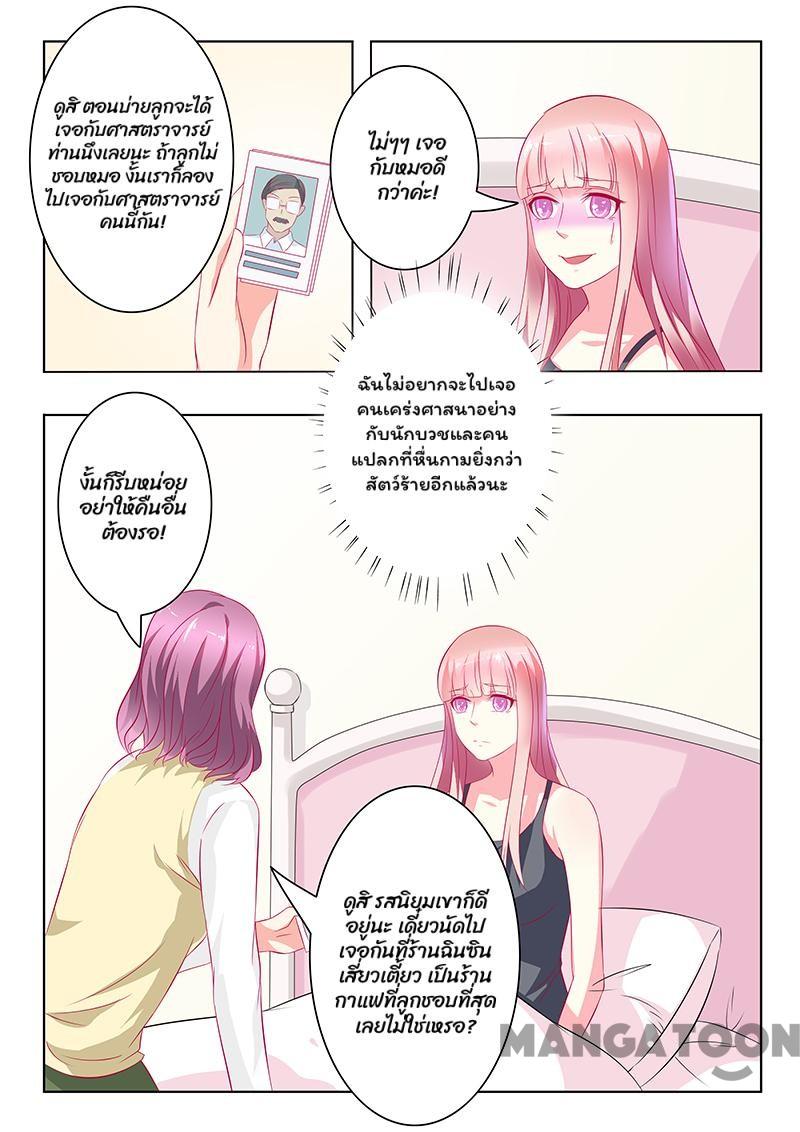 ดูสิ ตอนบ่ายลูกจะได้
เจอกับศาสตราจารย์
ท่านนึงเลยนะ ถ้าลูกไม่
ชอบหมอ งั้นเราก็ลอง
ไปเจอกับศาสตราจารย์
คนนี้กัน!
ไม่ๆๆ เจอ
กับหมอดี
กว่าค่ะ!
ฉันไม่อยากจะไปเจอ
คนเคร่งศาสนาอย่าง
กับนักบวชและคน
แปลกที่หื่นกามยิ่งกว่า
สัตว์ร้ายอีกแล้วนะ
งั้นก็รีบหน่อย
อย่าให้คืนอื่น
ต้องรอ!
ดูสิ รสนิยมเขาก็ดี
อยู่นะ เดี๋ยวนัดไป
เจอกันที่ร้านฉินซิน
เสี่ยวเตี้ยว เป็นร้าน
กาแฟที่ลูกชอบที่สุด
เลยไม่ใช่เหรอ?
MANGATOON